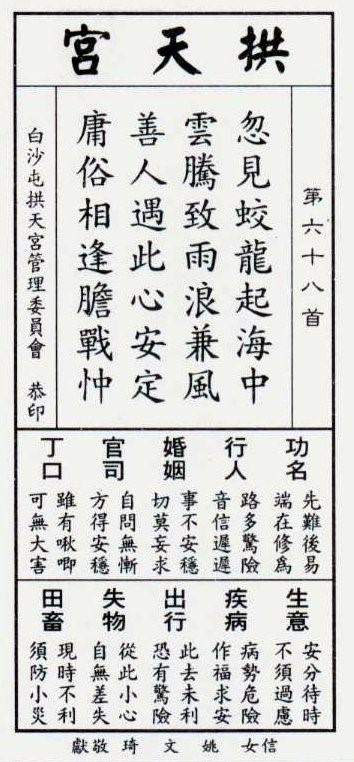 拱天宮
第六十八首
忽見蛟龍起海中
雲騰致雨浪兼風
善人遇此心安定
庸俗相逢膽戰忡
白沙屯拱天宮管理委員會 恭印
功名
先難後易
端在修為
行人
路多驚險
音信遲遲
婚姻
事不安穩
切莫妄求
官司
自問無慚
方得安穩
丁口
雖有啾唧
可無大害
生意
安分待時
不須過慮
疾病
病勢危險
作福求安
出行
此去未利
恐有驚險
失物
從此小心
自無差失
田畜
現時不利
須防小災
信女 姚文琦 敬獻